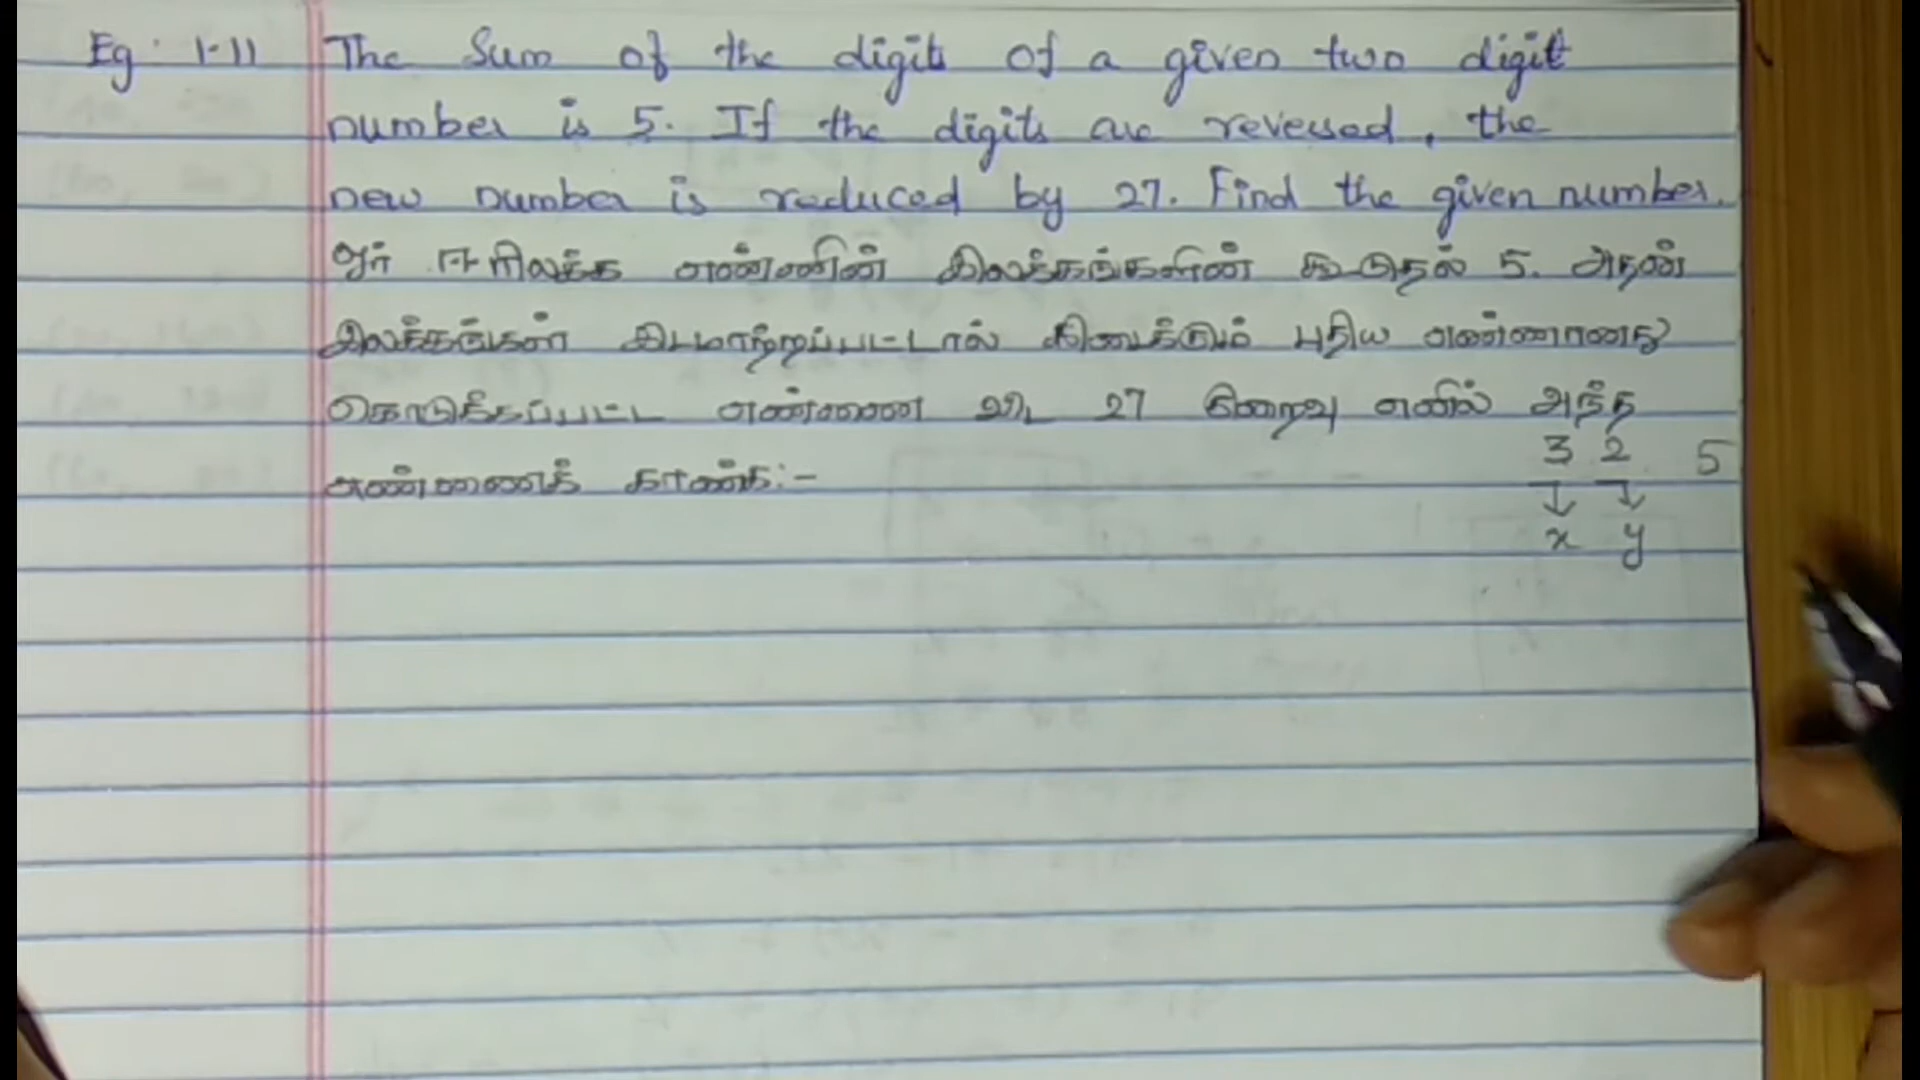 Eg 1.11 The Sum of the digits of a given two digit
number is 5. If the digits are reversed, the
new number is reduced by 27. Find the given number.
ஓர் ஈரிலக்க எண்ணின் இலக்கங்களின் கூடுதல் 5. அதன்
இலக்கங்கள் இடமாற்றப்பட்டால் கிடைக்கும் புதிய எண்ணானது
கொடுக்கப்பட்ட எண்ணை விட 27 குறைவு எனில் அந்த
எண்ணைக் காண்க:-
3 2 5
x y